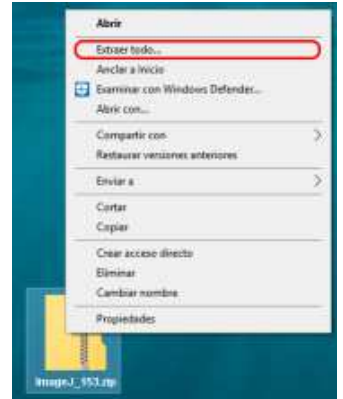 Abrir
Extraer todo...
Anclar a Inicio
Examinar con Windows Defender...
Abrir con...
Compartir con
Restaurar versiones anteriores
Enviar a
Cortar
Copiar
Crear acceso directo
Eliminar
Cambiar nombre
Propiedades
ImageJ_153.zip